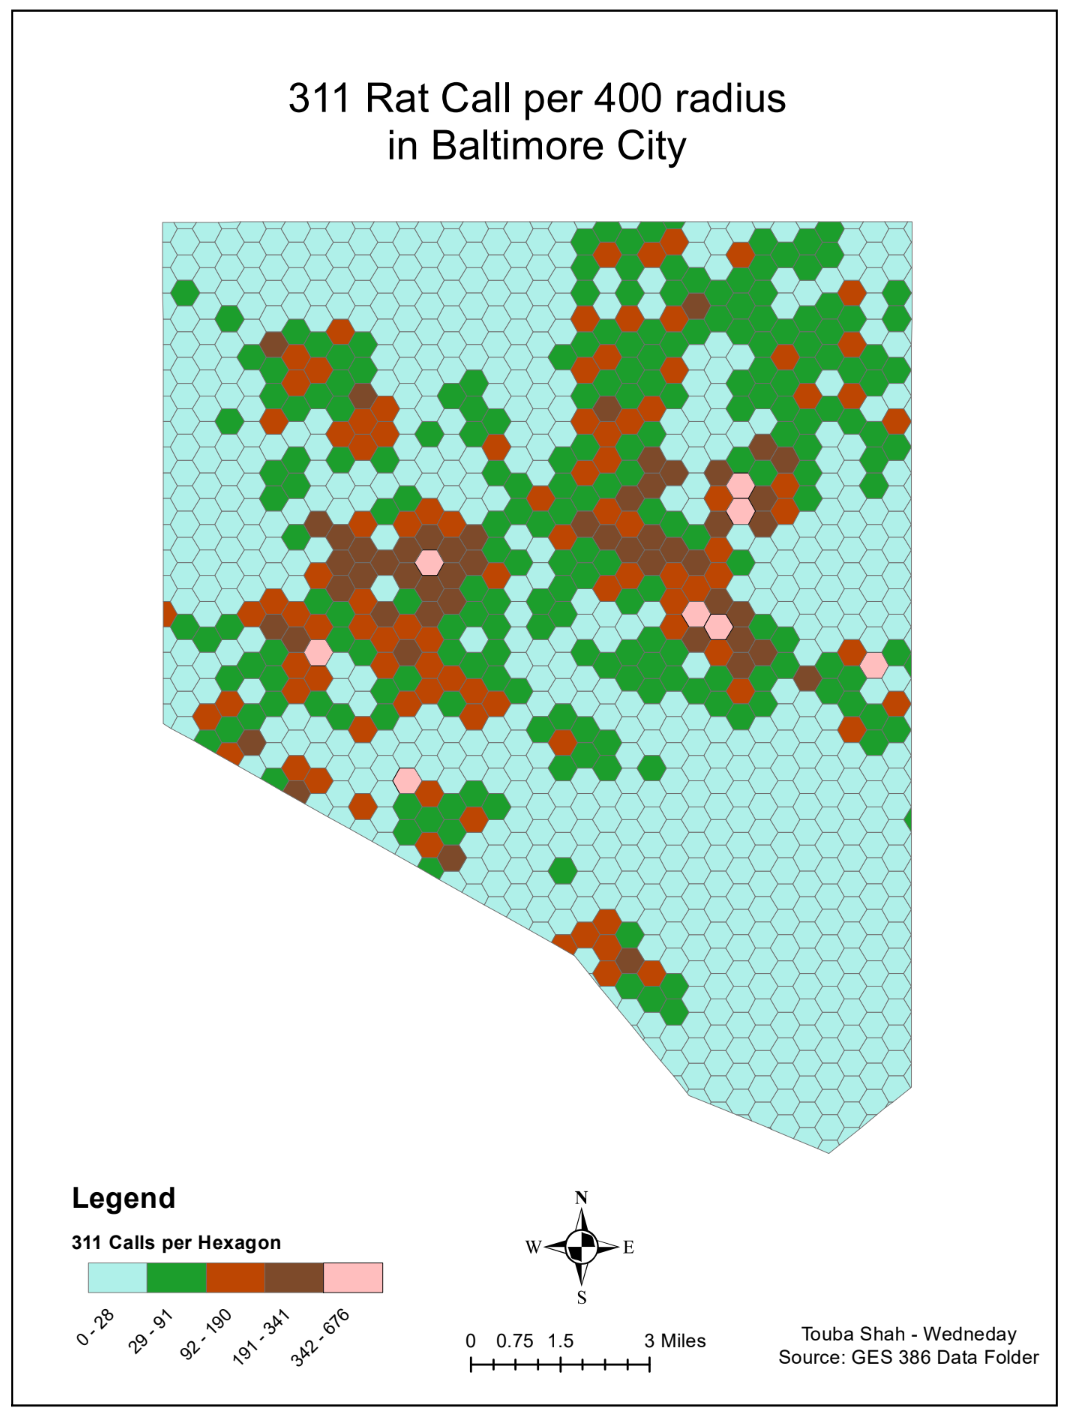 311 Rat Call per 400 radius
in Baltimore City
Legend
311 Calls per Hexagon
0 - 28
29 - 91
92 - 190
191 - 341
342 - 676
N
W E
S
0 0.75 1.5 3 Miles
Touba Shah - Wedneday
Source: GES 386 Data Folder